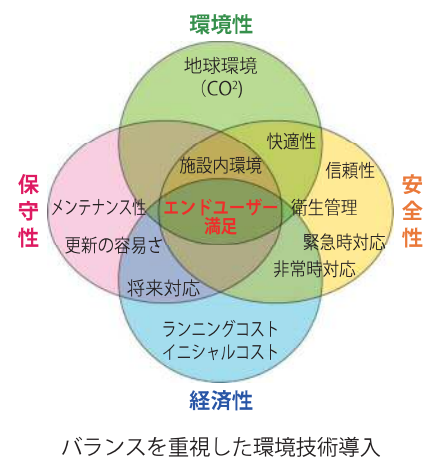 環境性
地球環境
（CO²)
快適性
施設内環境
信頼性
保守性
安全性
メンテナンス性
エンドユーザー
満足
衛生管理
更新の容易さ
緊急時対応
非常時対応
将来対応
ランニングコスト
イニシャルコスト
経済性
バランスを重視した環境技術導入